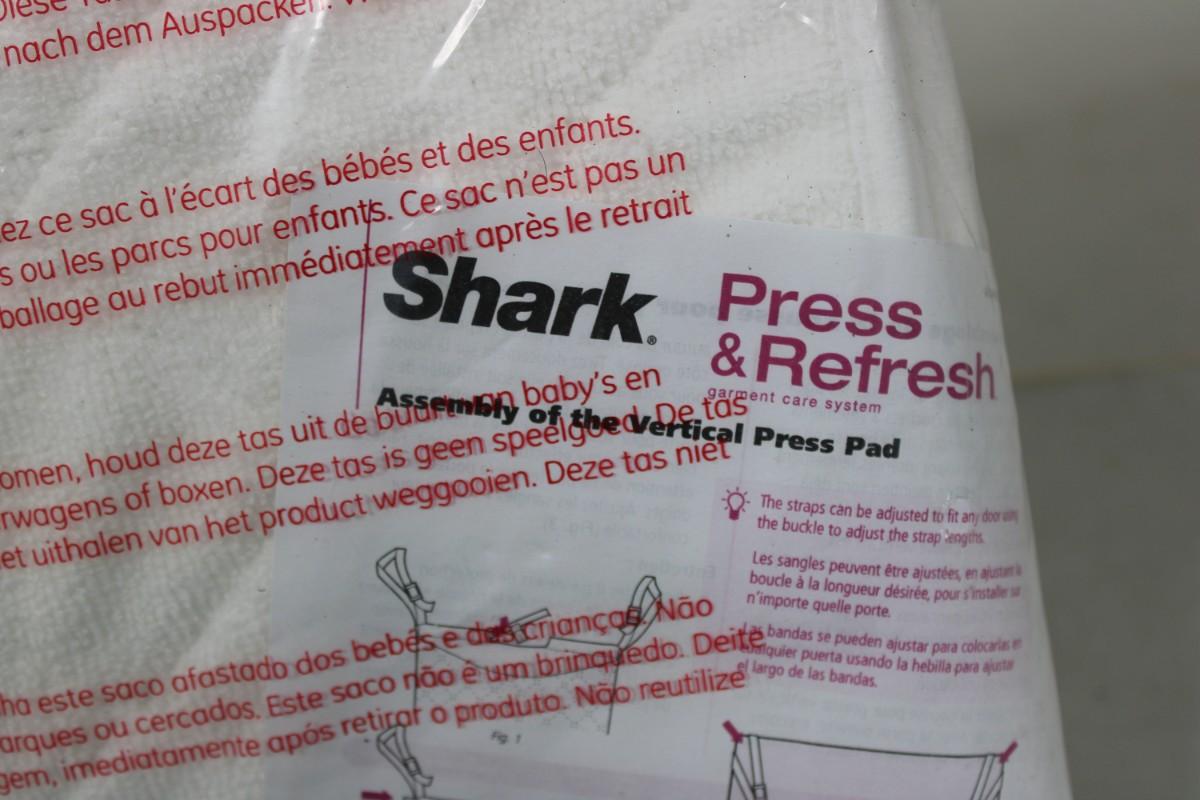 Diese
nach dem Auspacken.
ez ce sac à l'écart des bébés et des enfants.
s ou les parcs pour enfants. Ce sac n'est pas un
ballage au rebut immédiatement après le retrait
Shark®
Press
& Refresh
garment care system
Assembly of the Vertical Press Pad
omen, houd deze tas uit de buurt van baby's en
rwagens of boxen. Deze tas is geen speelgoed. De tas
et uithalen van het product weggooien. Deze tas niet
The straps can be adjusted to fit any door using
the buckle to adjust the strap lengths.
Les sangles peuvent être ajustées, en ajustant la
boucle à la longueur désirée, pour s'installer sur
n'importe quelle porte.
Las bandas se pueden ajustar para colocarlas en
cualquier puerta usando la hebilla para ajustar
el largo de las bandas.
ha este saco afastado dos bebés e das crianças. Não
arques ou cercados. Este saco não é um brinquedo. Deite
gem, imediatamente após retirar o produto. Não reutilize
Fig. 1